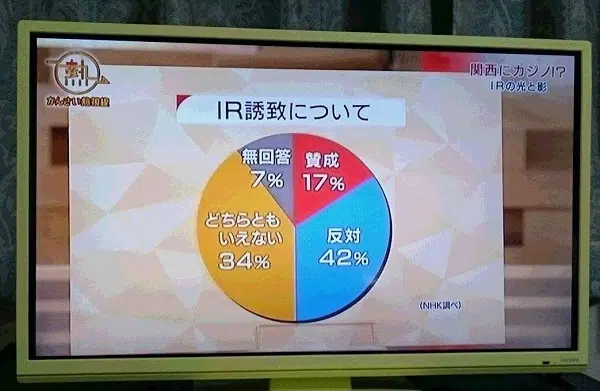 熱
かんさい熱視線
関西にカジノ!?
IRの光と影
IR誘致について
無回答
7%
賛成
17%
どちらとも
いえない
34%
反対
42%
(NHK調べ)